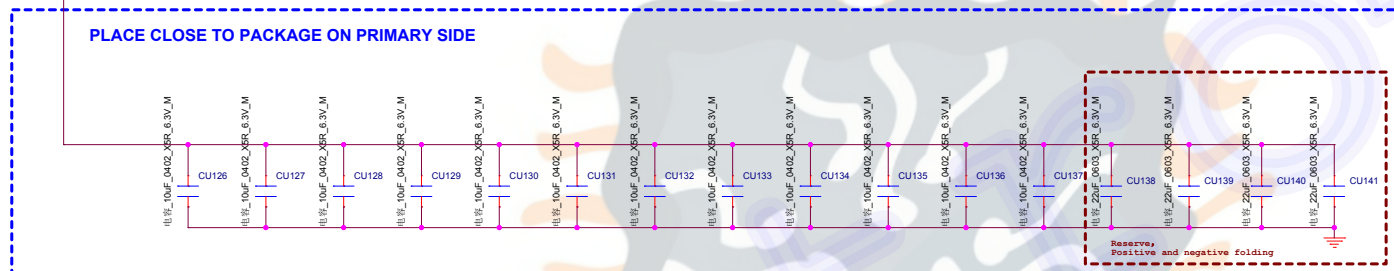 PLACE CLOSE TO PACKAGE ON PRIMARY SIDE
电容_10uF_0402_X5R_6.3V_M
CU126
电容_10uF_0402_X5R_6.3V_M
CU127
电容_10uF_0402_X5R_6.3V_M
CU128
电容_10uF_0402_X5R_6.3V_M
CU129
电容_10uF_0402_X5R_6.3V_M
CU130
电容_10uF_0402_X5R_6.3V_M
CU131
电容_10uF_0402_X5R_6.3V_M
CU132
电容_10uF_0402_X5R_6.3V_M
CU133
电容_10uF_0402_X5R_6.3V_M
CU134
电容_10uF_0402_X5R_6.3V_M
CU135
电容_10uF_0402_X5R_6.3V_M
CU136
电容_10uF_0402_X5R_6.3V_M
CU137
电容_22uF_0603_X5R_6.3V_M
CU138
电容_22uF_0603_X5R_6.3V_M
CU139
电容_22uF_0603_X5R_6.3V_M
CU140
电容_22uF_0603_X5R_6.3V_M
CU141
Reserve,
Positive and negative folding